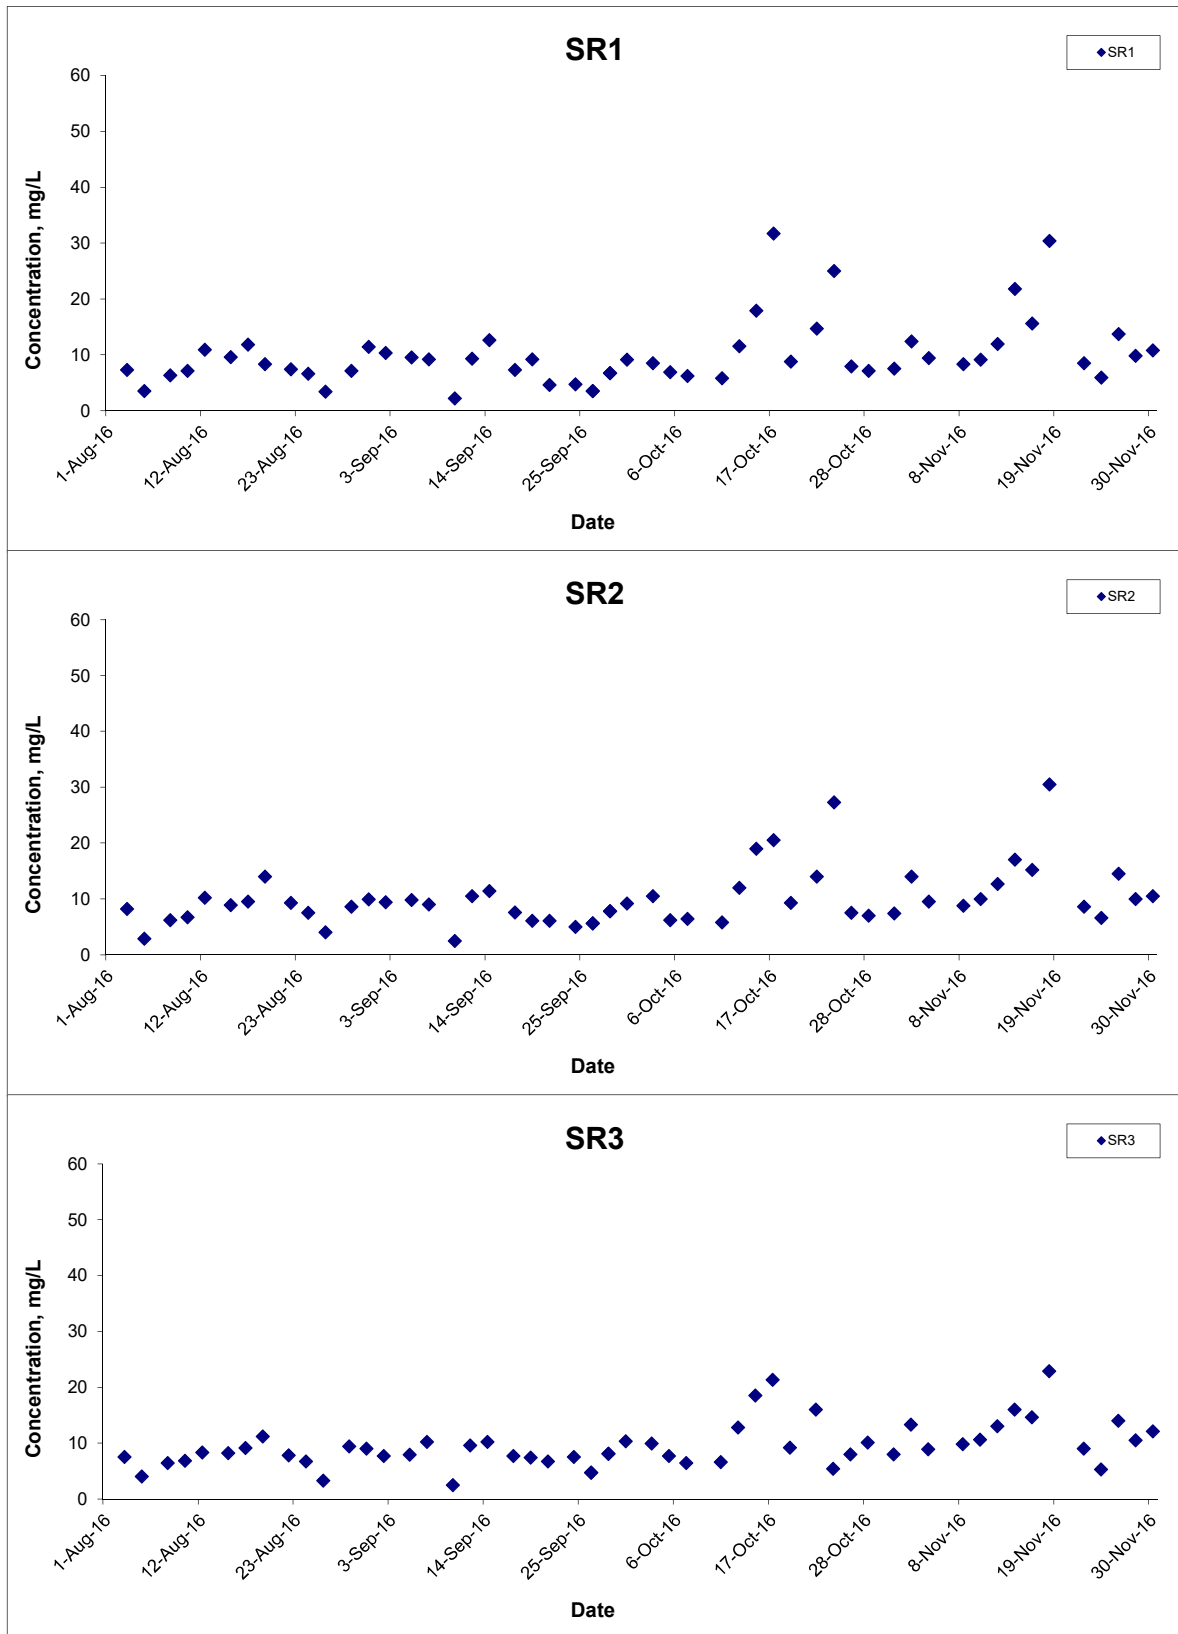 SR1
SR1
60
50
40
30
20
10
0
Concentration, mg/L
1-Aug-16
12-Aug-16
23-Aug-16
3-Sep-16
14-Sep-16
25-Sep-16
6-Oct-16
17-Oct-16
28-Oct-16
8-Nov-16
19-Nov-16
30-Nov-16
Date
SR2
SR2
60
50
40
30
20
10
0
Concentration, mg/L
1-Aug-16
12-Aug-16
23-Aug-16
3-Sep-16
14-Sep-16
25-Sep-16
6-Oct-16
17-Oct-16
28-Oct-16
8-Nov-16
19-Nov-16
30-Nov-16
Date
SR3
SR3
60
50
40
30
20
10
0
Concentration, mg/L
1-Aug-16
12-Aug-16
23-Aug-16
3-Sep-16
14-Sep-16
25-Sep-16
6-Oct-16
17-Oct-16
28-Oct-16
8-Nov-16
19-Nov-16
30-Nov-16
Date